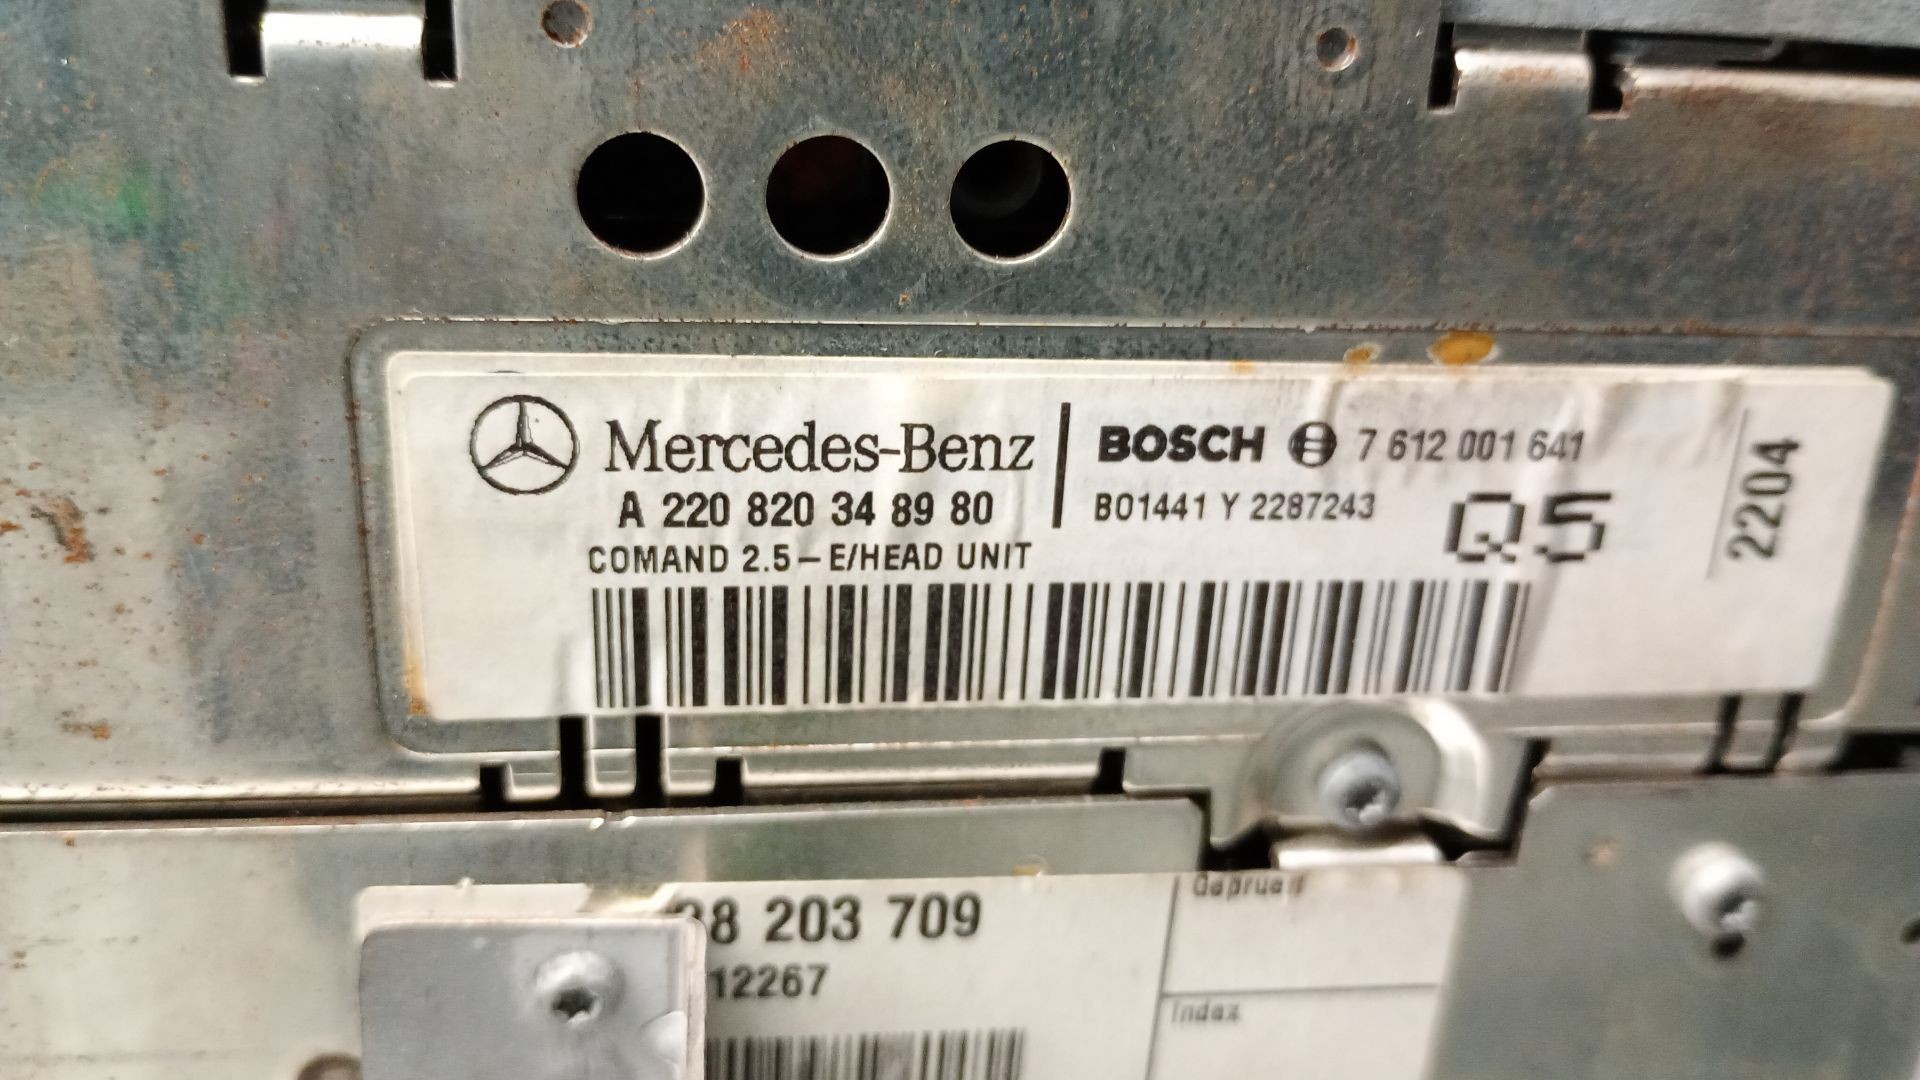 Mercedes-Benz
A 220 820 34 89 80
COMAND 2.5-E/HEAD UNIT
BOSCH 7 612 001 641
B01441 Y 2287243
Q5
2204
8 203 709
12267
Index